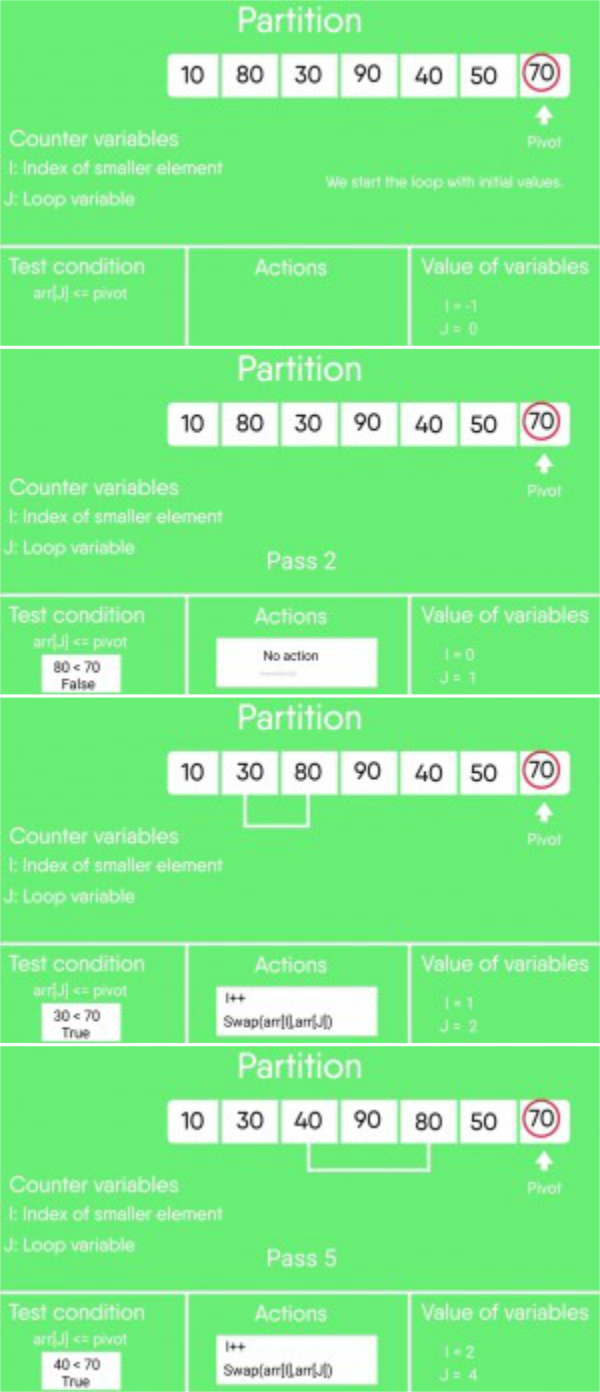 Partition
10 80 30 90 40 50 70
Pivot
Counter variables
I: Index of smaller element
J: Loop variable
We start the loop with initial values.
Test condition
arr[J] <= pivot
Actions
Value of variables
I = -1
J = 0
Partition
10 80 30 90 40 50 70
Pivot
Counter variables
I: Index of smaller element
J: Loop variable
Pass 2
Test condition
arr[J] <= pivot
80 < 70
False
Actions
No action
Value of variables
I = 0
J = 1
Partition
10 30 80 90 40 50 70
Pivot
Counter variables
I: Index of smaller element
J: Loop variable
Test condition
arr[J] <= pivot
30 < 70
True
Actions
I++
Swap(arr[I],arr[J])
Value of variables
I = 1
J = 2
Partition
10 30 40 90 80 50 70
Pivot
Counter variables
I: Index of smaller element
J: Loop variable
Pass 5
Test condition
arr[J] <= pivot
40 < 70
True
Actions
I++
Swap(arr[I],arr[J])
Value of variables
I = 2
J = 4